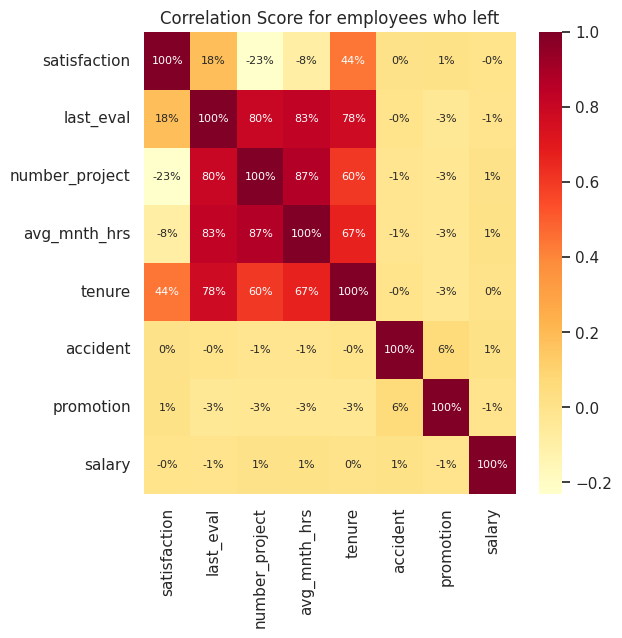 Correlation Score for employees who left
satisfaction 100% 18% -23% -8% 44% 0% 1% -0%
last_eval 18% 100% 80% 83% 78% -0% -3% -1%
number_project -23% 80% 100% 87% 60% -1% -3% 1%
avg_mnth_hrs -8% 83% 87% 100% 67% -1% -3% 1%
tenure 44% 78% 60% 67% 100% -0% -3% 0%
accident 0% -0% -1% -1% -0% 100% 6% 1%
promotion 1% -3% -3% -3% -3% 6% 100% -1%
salary -0% -1% 1% 1% 0% 1% -1% 100%
satisfaction
last_eval
number_project
avg_mnth_hrs
tenure
accident
promotion
salary
1.0
0.8
0.6
0.4
0.2
0.0
−0.2